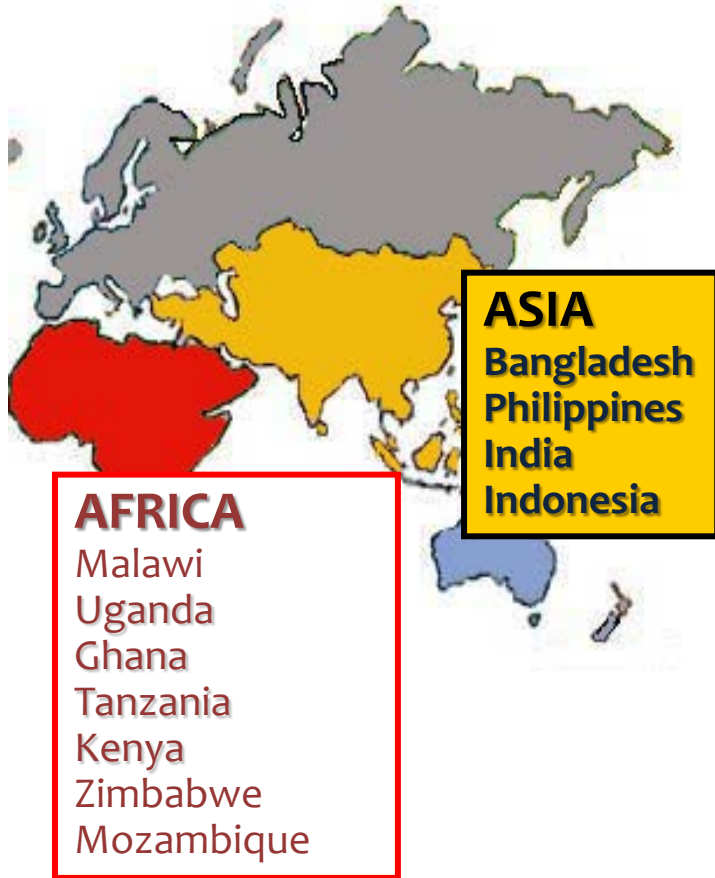 ASIA
Bangladesh
Philippines
India
Indonesia
AFRICA
Malawi
Uganda
Ghana
Tanzania
Kenya
Zimbabwe
Mozambique